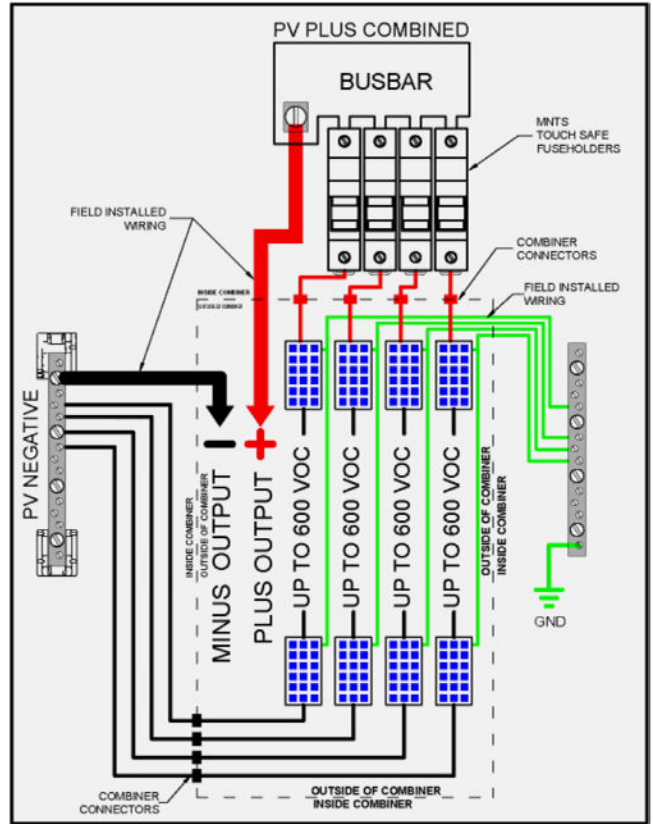 PV PLUS COMBINED
BUSBAR
MNTS
TOUCH SAFE
FUSEHOLDERS
FIELD INSTALLED
WIRING
COMBINER
CONNECTORS
INSIDE COMBINER
FIELD INSTALLED
WIRING
PV NEGATIVE
INSIDE COMBINER
OUTSIDE OF COMBINER
MINUS OUTPUT
PLUS OUTPUT
UP TO 600 VOC
UP TO 600 VOC
UP TO 600 VOC
UP TO 600 VOC
OUTSIDE OF COMBINER
INSIDE COMBINER
GND
OUTSIDE OF COMBINER
INSIDE COMBINER
COMBINER
CONNECTORS